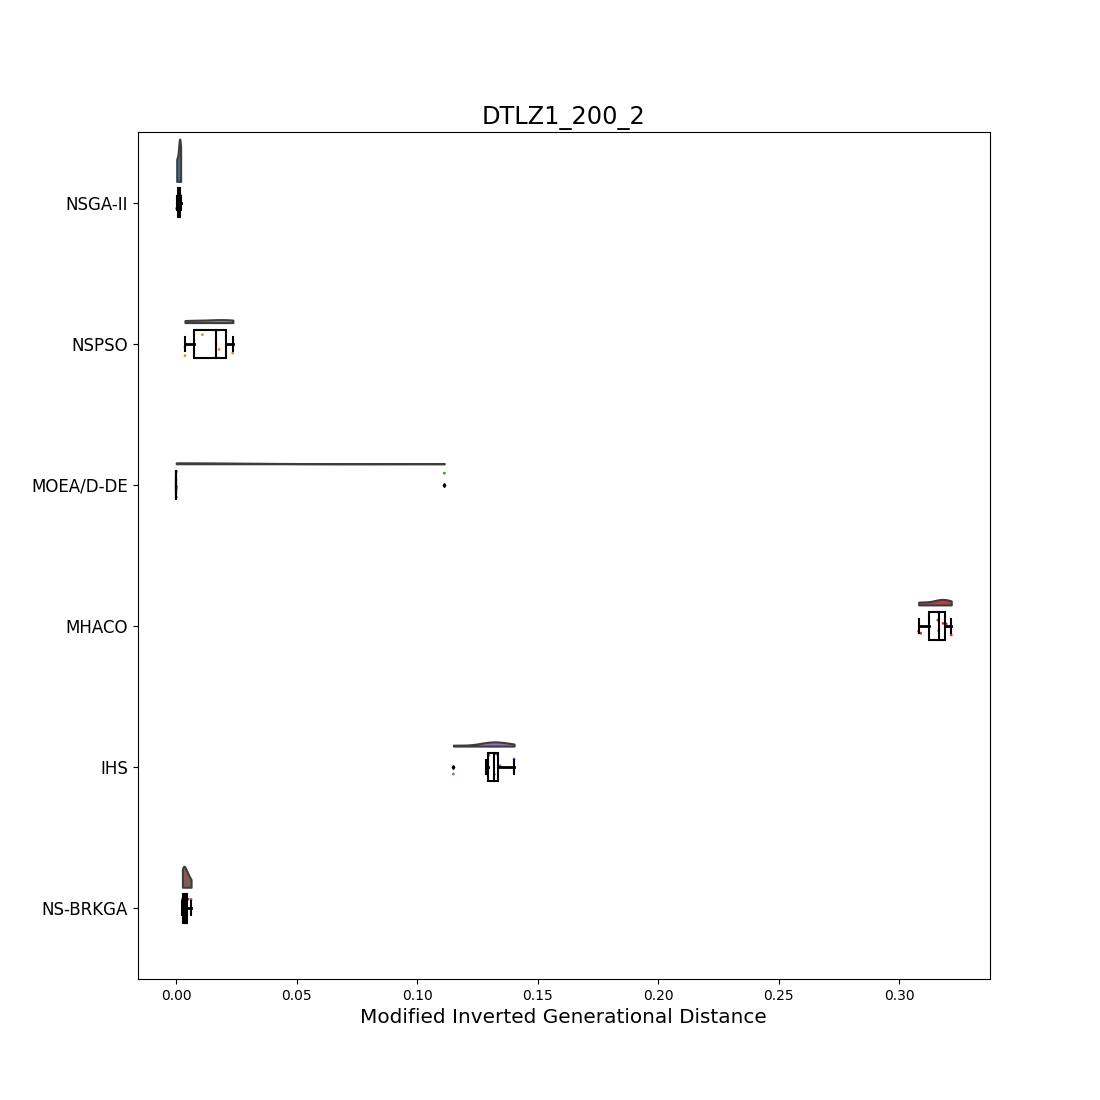 DTLZ1_200_2
NSGA-II
NSPSO
MOEA/D-DE
MHACO
IHS
NS-BRKGA
0.00 0.05 0.10 0.15 0.20 0.25 0.30
Modified Inverted Generational Distance